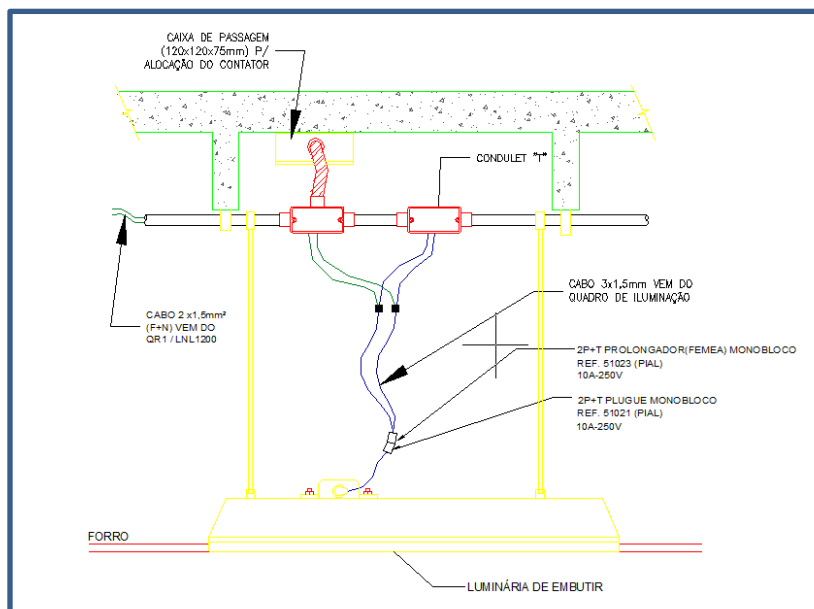 CAIXA DE PASSAGEM
(120x120x75mm) P/
ALOCAÇÃO DO CONTATOR
CONDULET "T"
CABO 3x1,5mm VEM DO
QUADRO DE ILUMINAÇÃO
CABO 2 x1,5mm²
(F+N) VEM DO
QR1 / LNL1200
2P+T PROLONGADOR(FEMEA) MONOBLOCO
REF. 51023 (PIAL)
10A-250V
2P+T PLUGUE MONOBLOCO
REF. 51021 (PIAL)
10A-250V
FORRO
LUMINÁRIA DE EMBUTIR